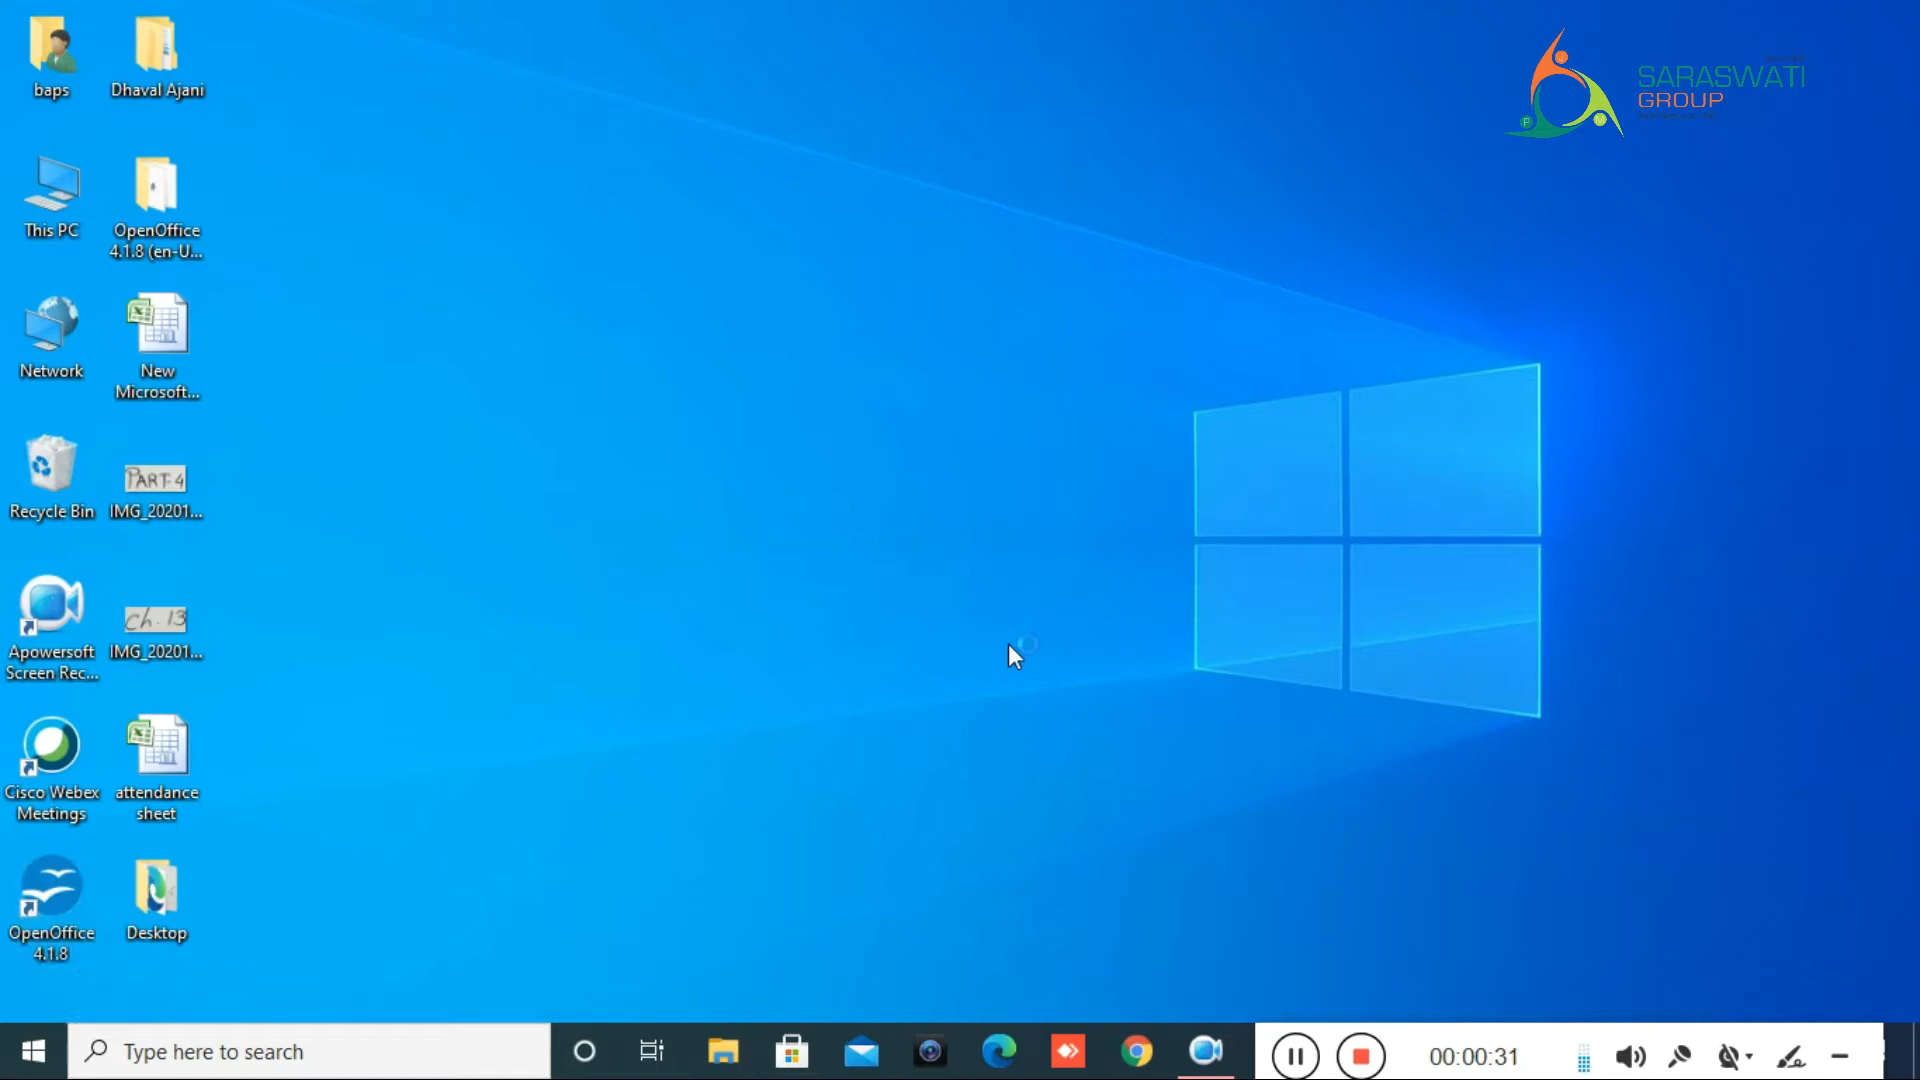 baps
Dhaval Ajani
SARASWATI
GROUP
This PC
OpenOffice
4.1.8 (en-U...
Network
New
Microsoft...
PART-4
Recycle Bin
IMG_20201...
Ch. 13
Apowersoft
Screen Rec...
IMG_20201...
Cisco Webex
Meetings
attendance
sheet
OpenOffice
4.1.8
Desktop
Type here to search
00:00:31